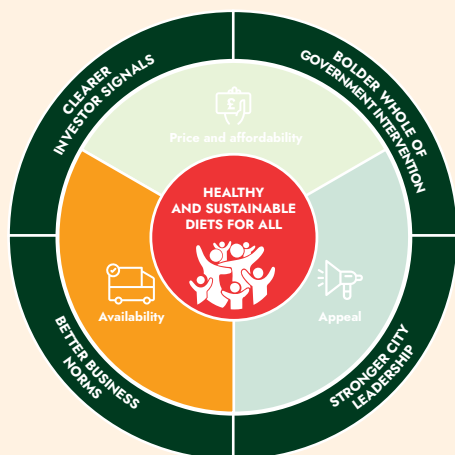 CLEARER
INVESTOR SIGNALS
BOLDER WHOLE OF
GOVERNMENT INTERVENTION
£
Price and affordability
HEALTHY
AND SUSTAINABLE
DIETS FOR ALL
Availability
Appeal
BETTER BUSINESS
NORMS
STRONGER CITY
LEADERSHIP